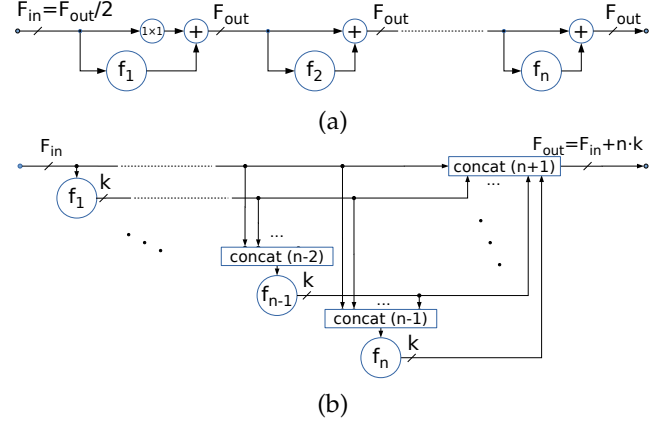 F_in=F_out/2 1×1 + F_out + F_out + F_out
f_1 f_2 f_n
(a)
F_in F_out=F_in+n·k
concat (n+1)
f_1 k ...
...
concat (n-2)
f_n-1 k
...
concat (n-1)
f_n k
(b)